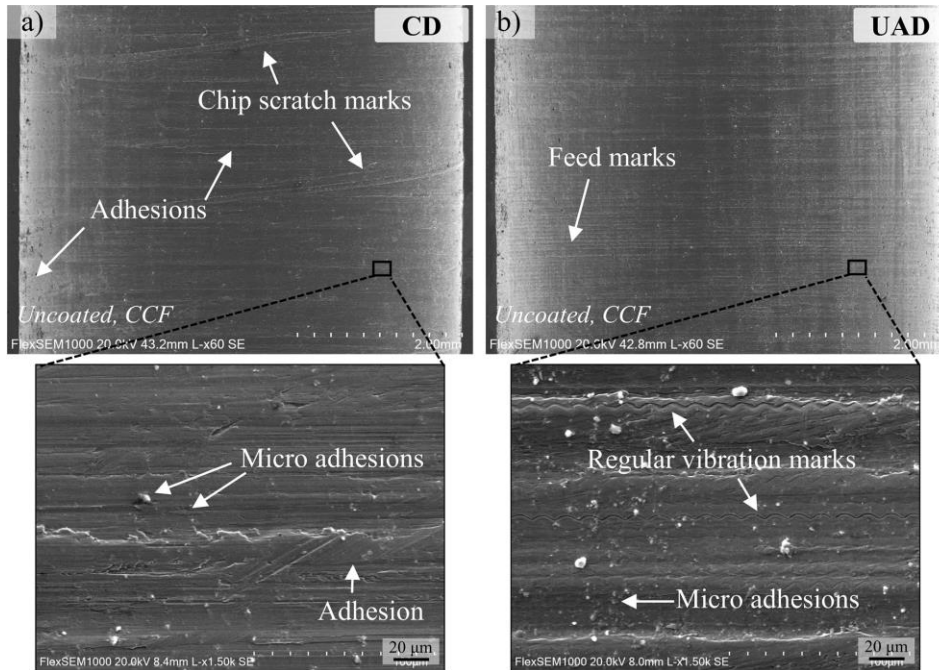 a)
CD
Chip scratch marks
Adhesions
Uncoated, CCF
FlexSEM1000 20.0kV 43.2mm L-x60 SE
2.00mm
Micro adhesions
Adhesion
20 µm
FlexSEM1000 20.0kV 8.4mm L-x1.50k SE
b)
UAD
Feed marks
Uncoated, CCF
FlexSEM1000 20.0kV 42.8mm L-x60 SE
2.00mm
Regular vibration marks
Micro adhesions
20 µm
FlexSEM1000 20.0kV 8.0mm L-x1.50k SE